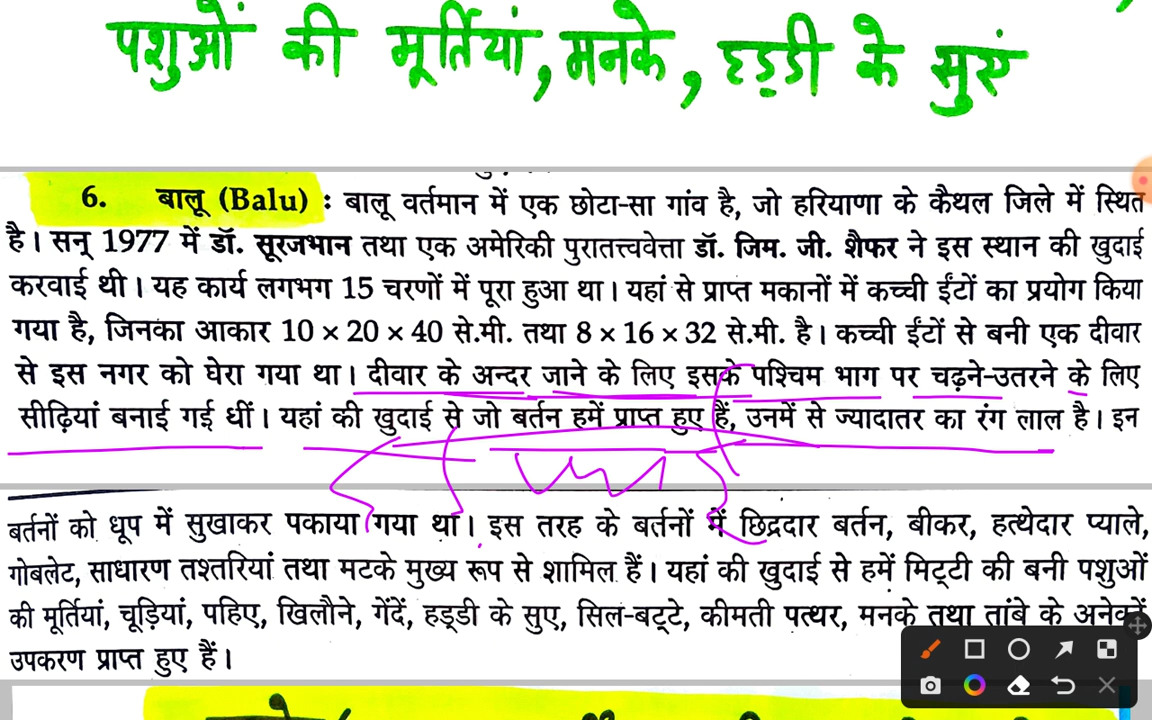 पशुओं की मूर्तियां, मनके, हड्डी के सुएं
6. बालू (Balu) : बालू वर्तमान में एक छोटा-सा गांव है, जो हरियाणा के कैथल जिले में स्थित
है। सन् 1977 में डॉ. सूरजभान तथा एक अमेरिकी पुरातत्त्ववेत्ता डॉ. जिम. जी. शैफर ने इस स्थान की खुदाई
करवाई थी। यह कार्य लगभग 15 चरणों में पूरा हुआ था। यहां से प्राप्त मकानों में कच्ची ईंटों का प्रयोग किया
गया है, जिनका आकार 10 × 20 × 40 से.मी. तथा 8 × 16 × 32 से.मी. है। कच्ची ईंटों से बनी एक दीवार
से इस नगर को घेरा गया था। दीवार के अन्दर जाने के लिए इसके पश्चिम भाग पर चढ़ने-उतरने के लिए
सीढ़ियां बनाई गई थीं। यहां की खुदाई से जो बर्तन हमें प्राप्त हुए हैं, उनमें से ज्यादातर का रंग लाल है। इन
बर्तनों को धूप में सुखाकर पकाया गया था। इस तरह के बर्तनों में छिद्रदार बर्तन, बीकर, हत्थेदार प्याले,
गोबलेट, साधारण तश्तरियां तथा मटके मुख्य रूप से शामिल हैं। यहां की खुदाई से हमें मिट्टी की बनी पशुओं
की मूर्तियां, चूड़ियां, पहिए, खिलौने, गेंदें, हड्डी के सुए, सिल-बट्टे, कीमती पत्थर, मनके तथा तांबे के अनेकों
उपकरण प्राप्त हुए हैं।